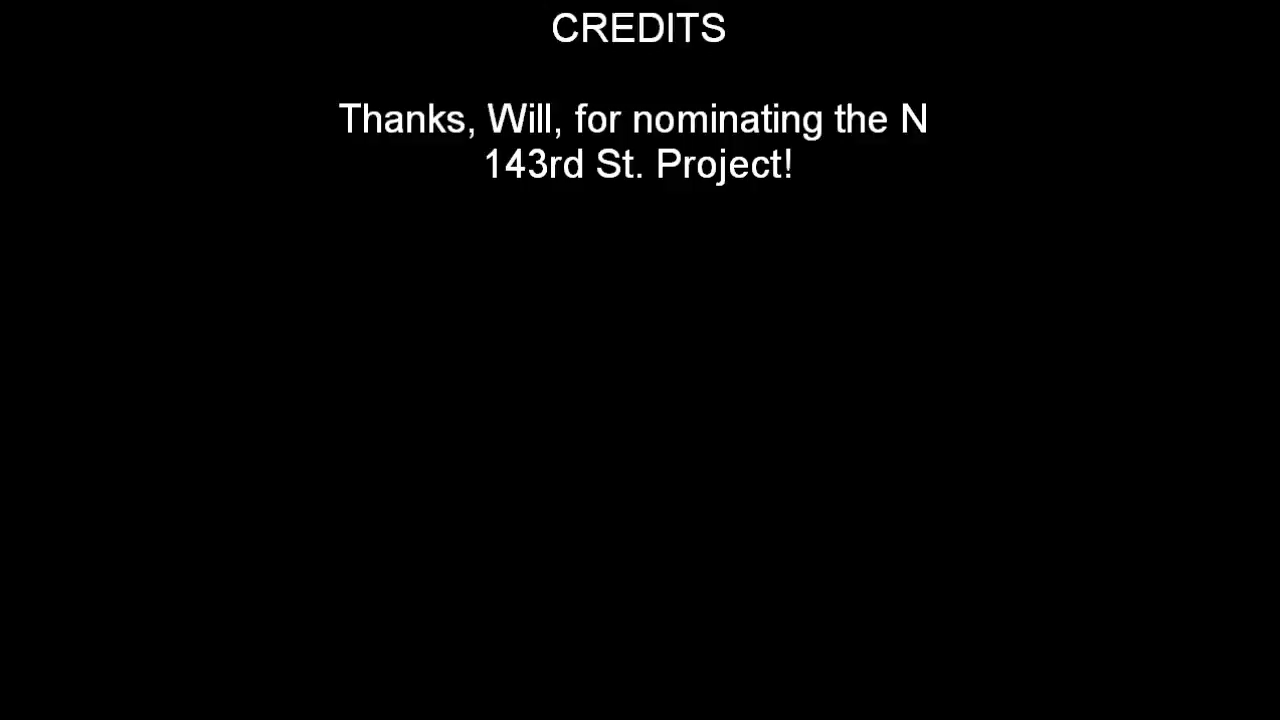 CREDITS
Thanks, Will, for nominating the N
143rd St. Project!